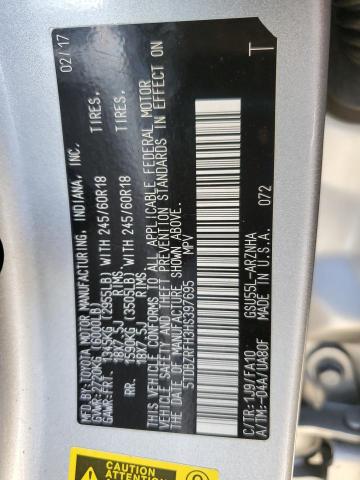 02/17
MFD. BY: TOYOTA MOTOR MANUFACTURING, INDIANA, INC.
GVWR: 2720KG (6000LB)
GAWR: FRT. 1345KG (2955LB) WITH 245/60R18 TIRES.
18X7.5J RIMS.
RR. 1590KG (3505LB) WITH 245/60R18 TIRES.
18X7.5J RIMS.
THIS VEHICLE CONFORMS TO ALL APPLICABLE FEDERAL MOTOR
VEHICLE SAFETY AND THEFT PREVENTION STANDARDS IN EFFECT ON
THE DATE OF MANUFACTURE SHOWN ABOVE.
5TDBZRFH3HS397695 MPV
C/TR: 1J9/FA10 GSU55L-ARZNHA 072
A/TM: -04A/UA80F MADE IN U.S.A.
T
CAUTION
ATTENTION